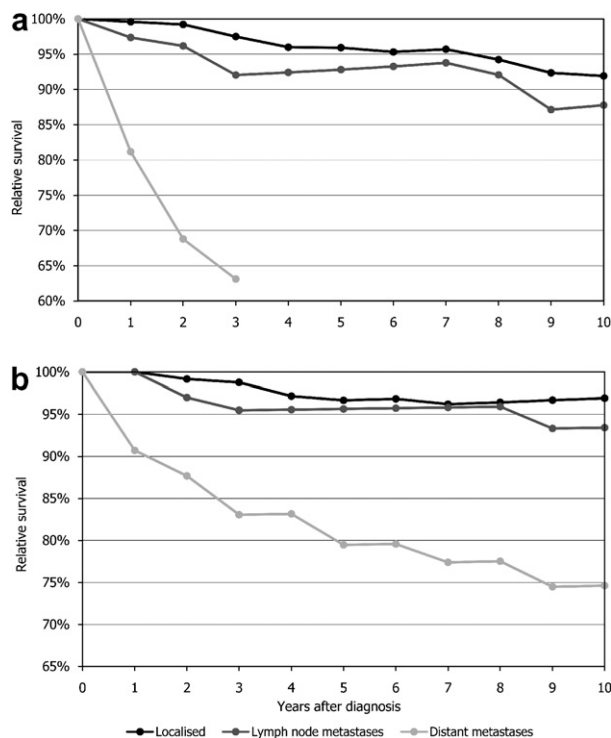 a
100%
95%
90%
85%
80%
75%
70%
65%
60%
Relative survival
0 1 2 3 4 5 6 7 8 9 10
b
100%
95%
90%
85%
80%
75%
70%
65%
Relative survival
0 1 2 3 4 5 6 7 8 9 10
Years after diagnosis
Localised Lymph node metastases Distant metastases